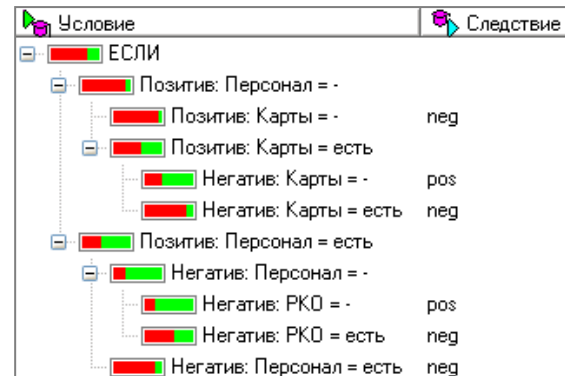 Условие Следствие
ЕСЛИ
Позитив: Персонал = -
Позитив: Карты = - neg
Позитив: Карты = есть
Негатив: Карты = - pos
Негатив: Карты = есть neg
Позитив: Персонал = есть
Негатив: Персонал = -
Негатив: РКО = - pos
Негатив: РКО = есть neg
Негатив: Персонал = есть neg